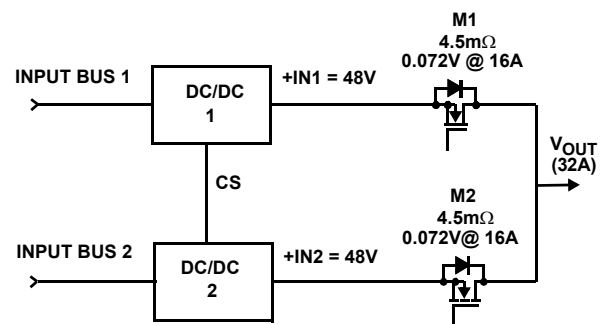 M1
4.5mΩ
0.072V @ 16A
INPUT BUS 1
DC/DC
1
+IN1 = 48V
CS
VOUT
(32A)
M2
4.5mΩ
0.072V@ 16A
INPUT BUS 2
DC/DC
2
+IN2 = 48V